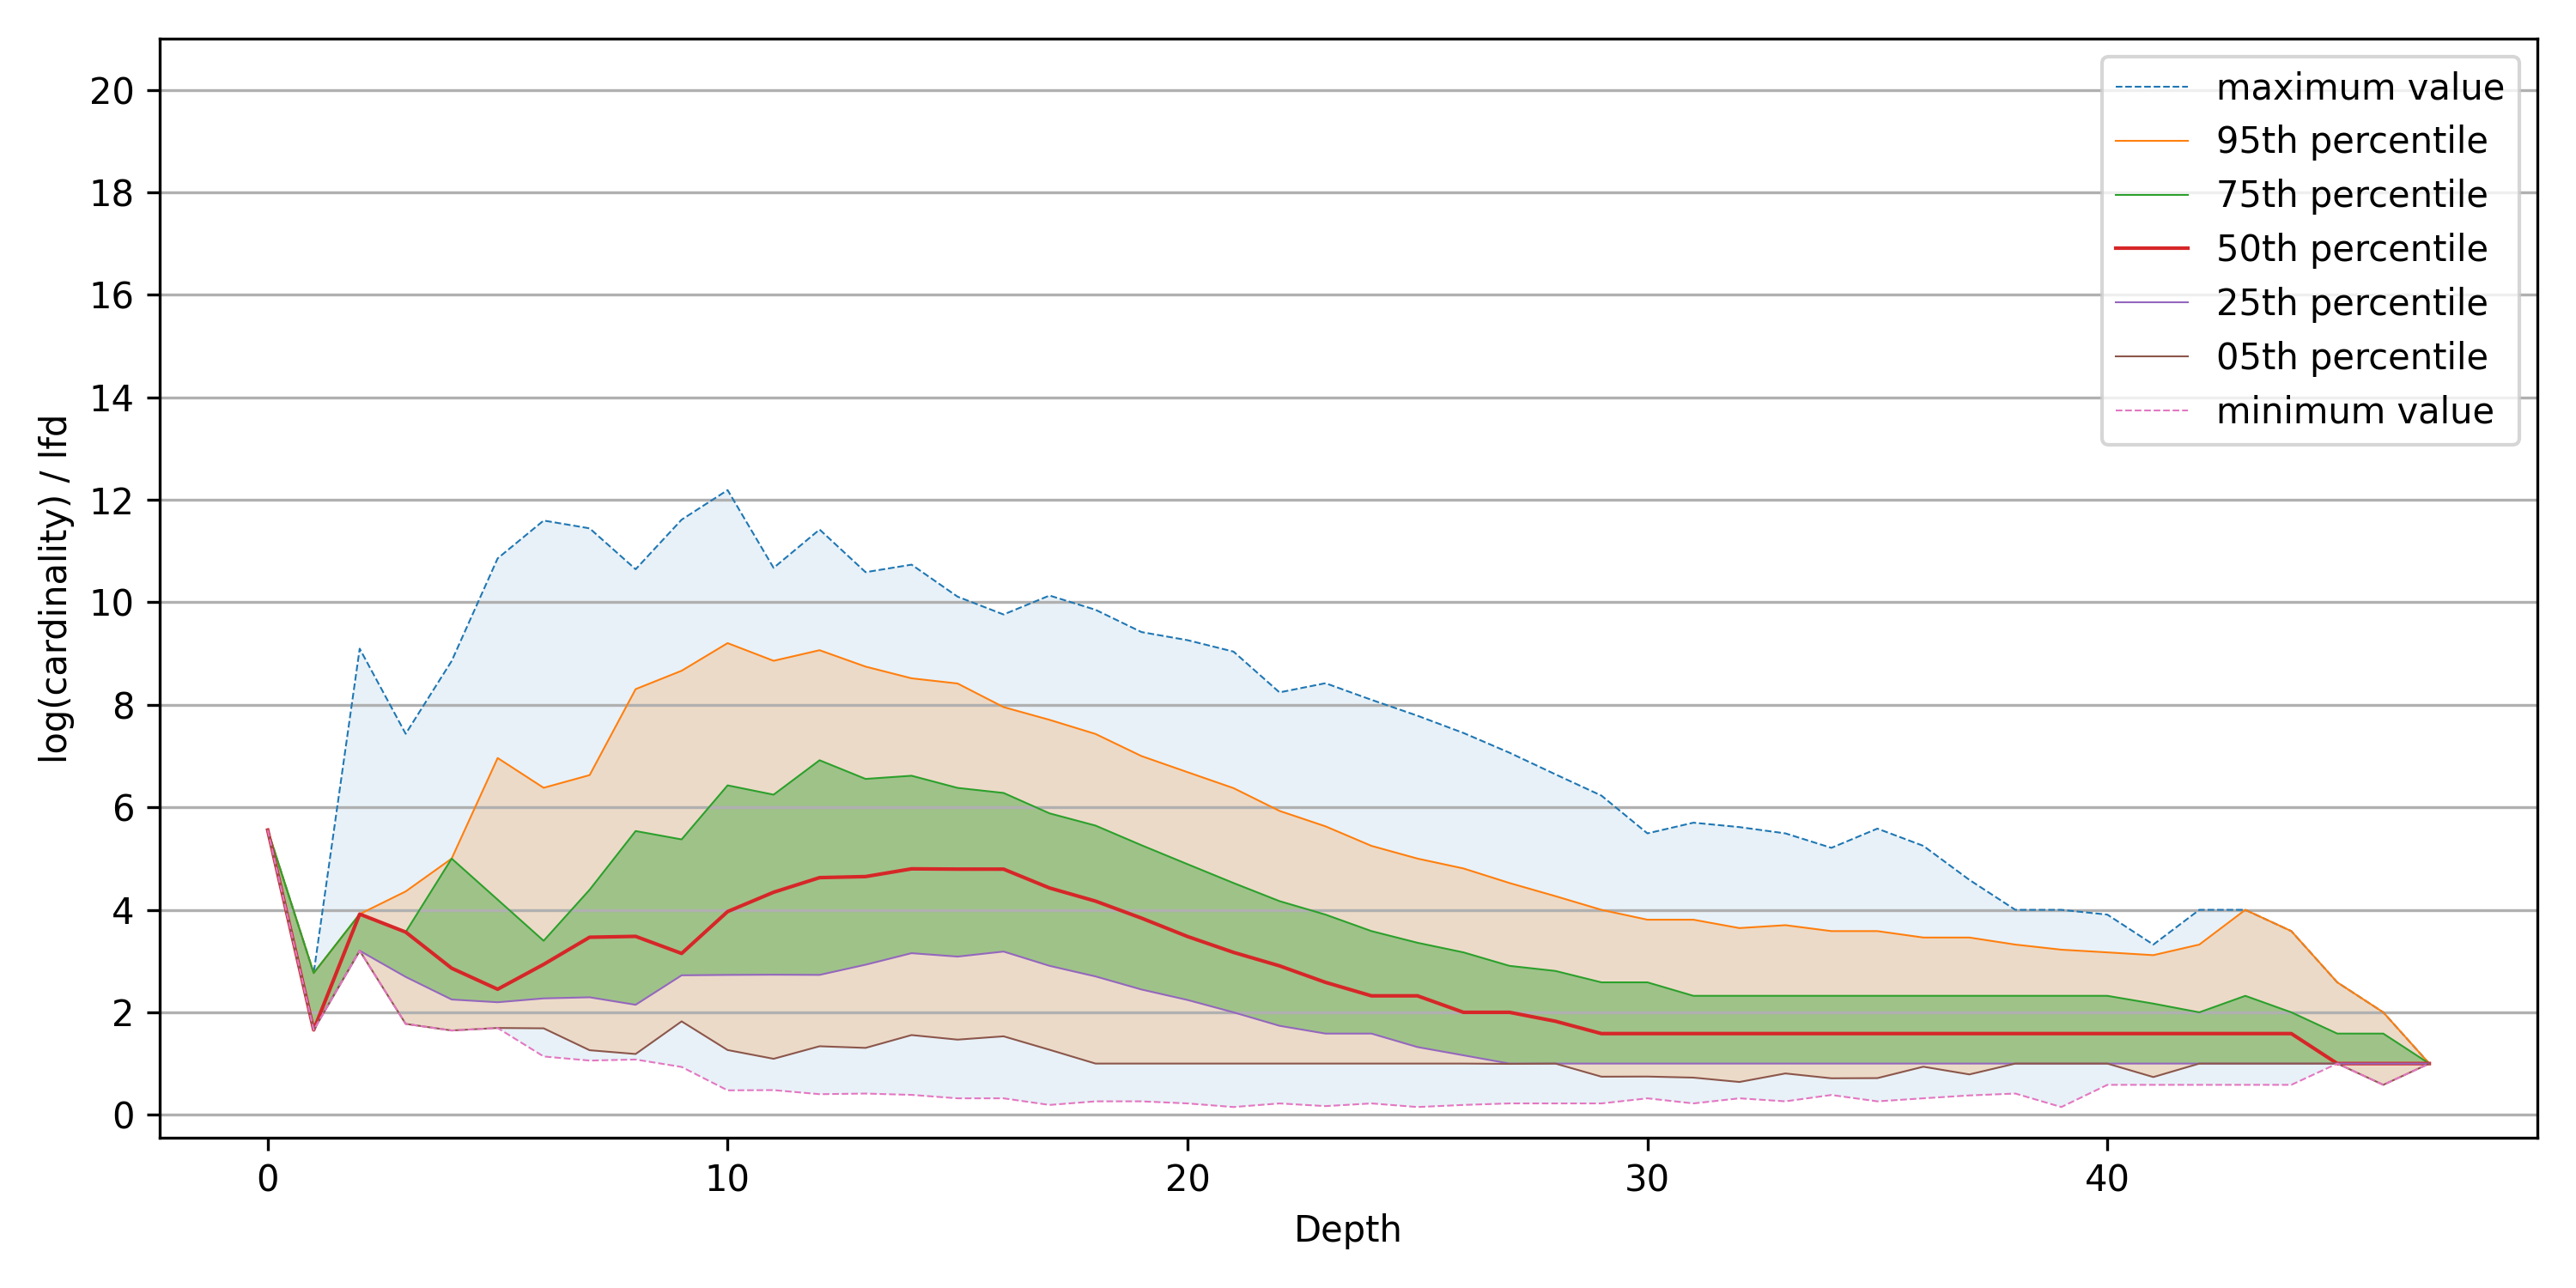 20
18
16
14
12
10
8
6
4
2
0
log(cardinality) / lfd
0 10 20 30 40
Depth
maximum value
95th percentile
75th percentile
50th percentile
25th percentile
05th percentile
minimum value